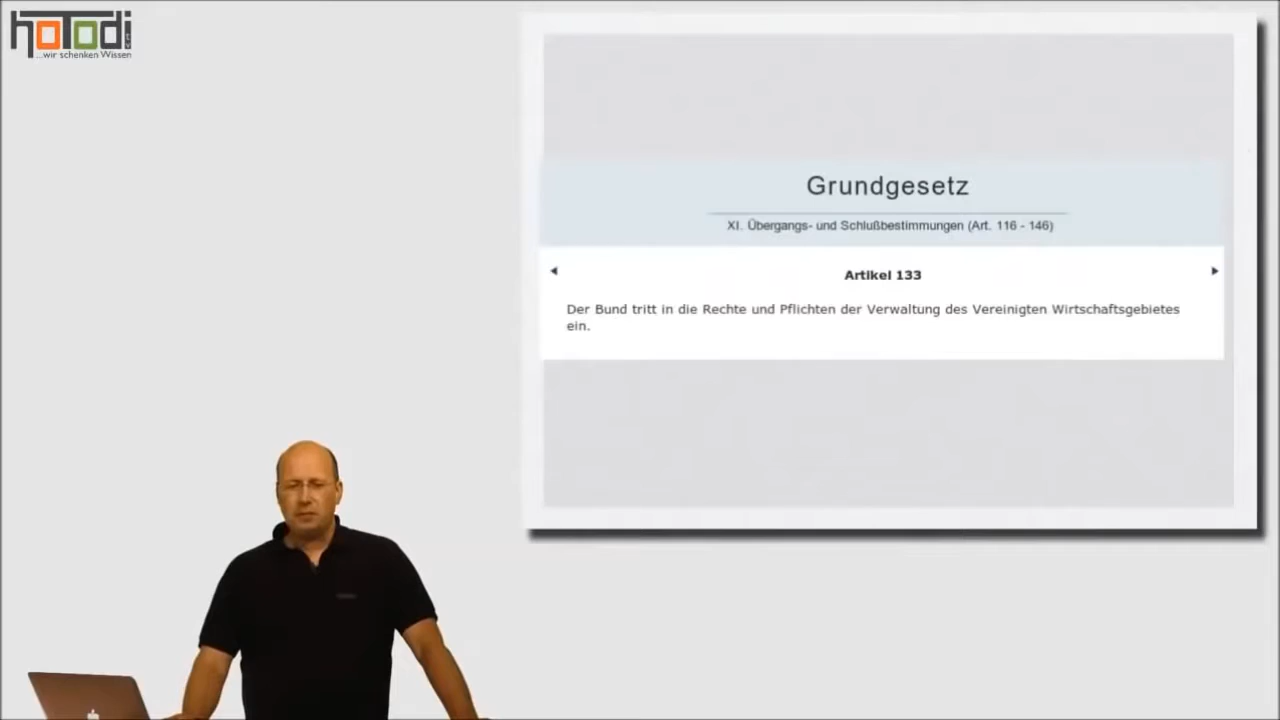 hoTodi tv
...wir schenken Wissen
Grundgesetz
XI. Übergangs- und Schlußbestimmungen (Art. 116 - 146)
Artikel 133
Der Bund tritt in die Rechte und Pflichten der Verwaltung des Vereinigten Wirtschaftsgebietes
ein.